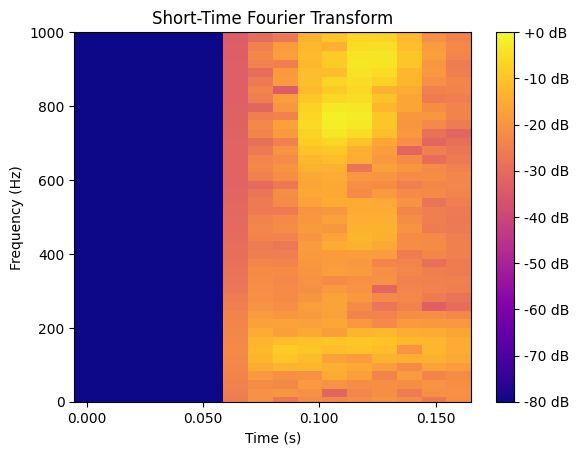 Short-Time Fourier Transform
Frequency (Hz)
1000
800
600
400
200
0
0.000
0.050
0.100
0.150
Time (s)
+0 dB
-10 dB
-20 dB
-30 dB
-40 dB
-50 dB
-60 dB
-70 dB
-80 dB